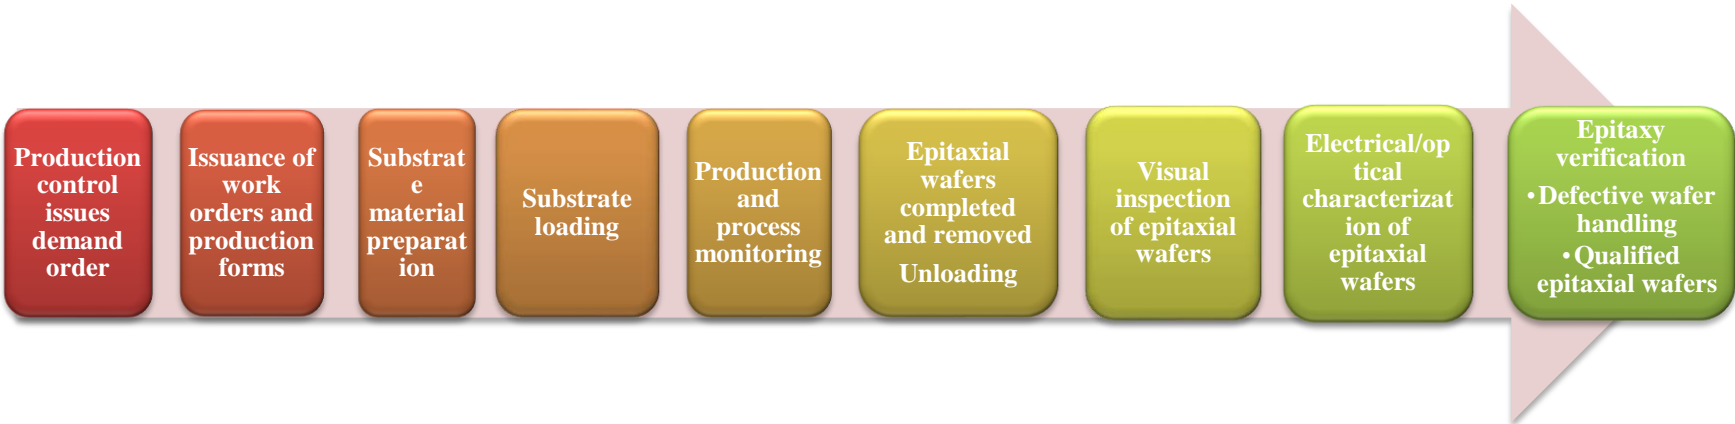 Production
control
issues
demand
order
Issuance of
work
orders and
production
forms
Substrat
e
material
preparat
ion
Substrate
loading
Production
and
process
monitoring
Epitaxial
wafers
completed
and removed
Unloading
Visual
inspection
of epitaxial
wafers
Electrical/op
tical
characterizat
ion of
epitaxial
wafers
Epitaxy
verification
•Defective wafer
handling
•Qualified
epitaxial wafers